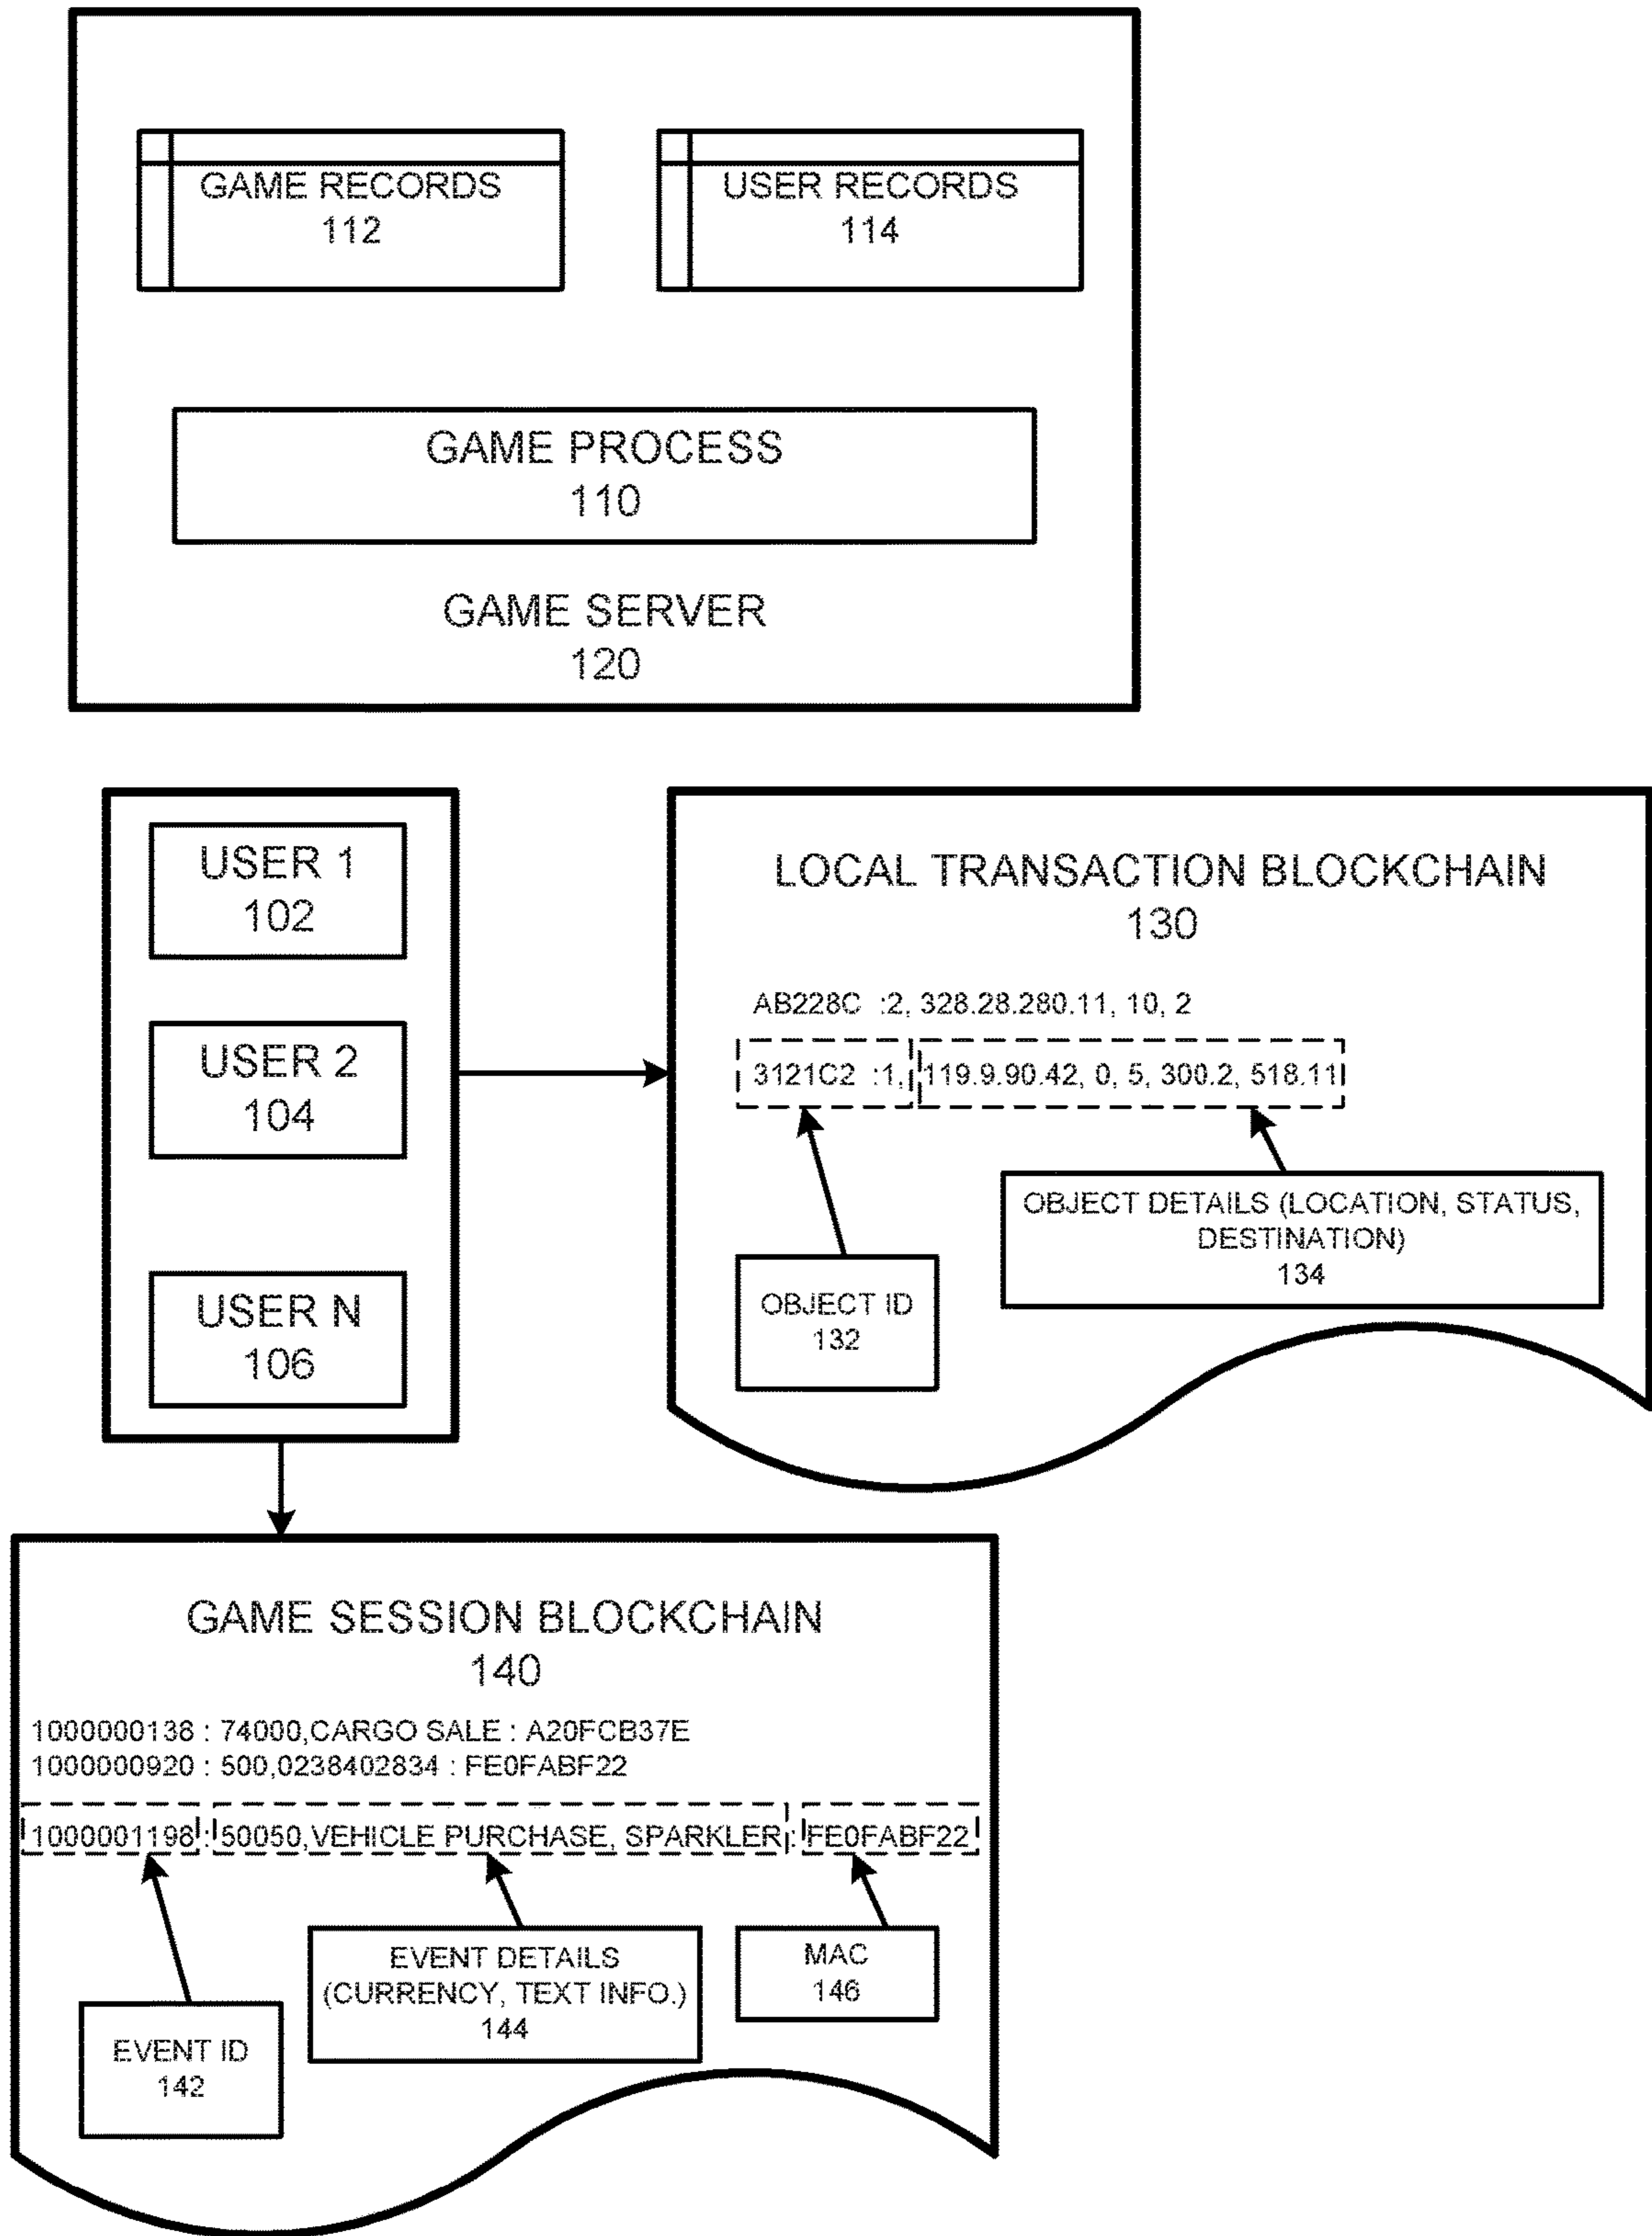 GAME RECORDS
112
USER RECORDS
114
GAME PROCESS
110
GAME SERVER
120
USER 1
102
USER 2
104
USER N
106
LOCAL TRANSACTION BLOCKCHAIN
130
AB228C :2, 328.28.280.11, 10, 2
3121C2 :1, 119.9.90.42, 0, 5, 300.2, 518.11
OBJECT DETAILS (LOCATION, STATUS,
DESTINATION)
134
OBJECT ID
132
GAME SESSION BLOCKCHAIN
140
1000000138 : 74000,CARGO SALE : A20FCB37E
1000000920 : 500,0238402834 : FE0FABF22
1000001198 : 50050,VEHICLE PURCHASE, SPARKLER : FE0FABF22
EVENT DETAILS
(CURRENCY, TEXT INFO.)
144
MAC
146
EVENT ID
142